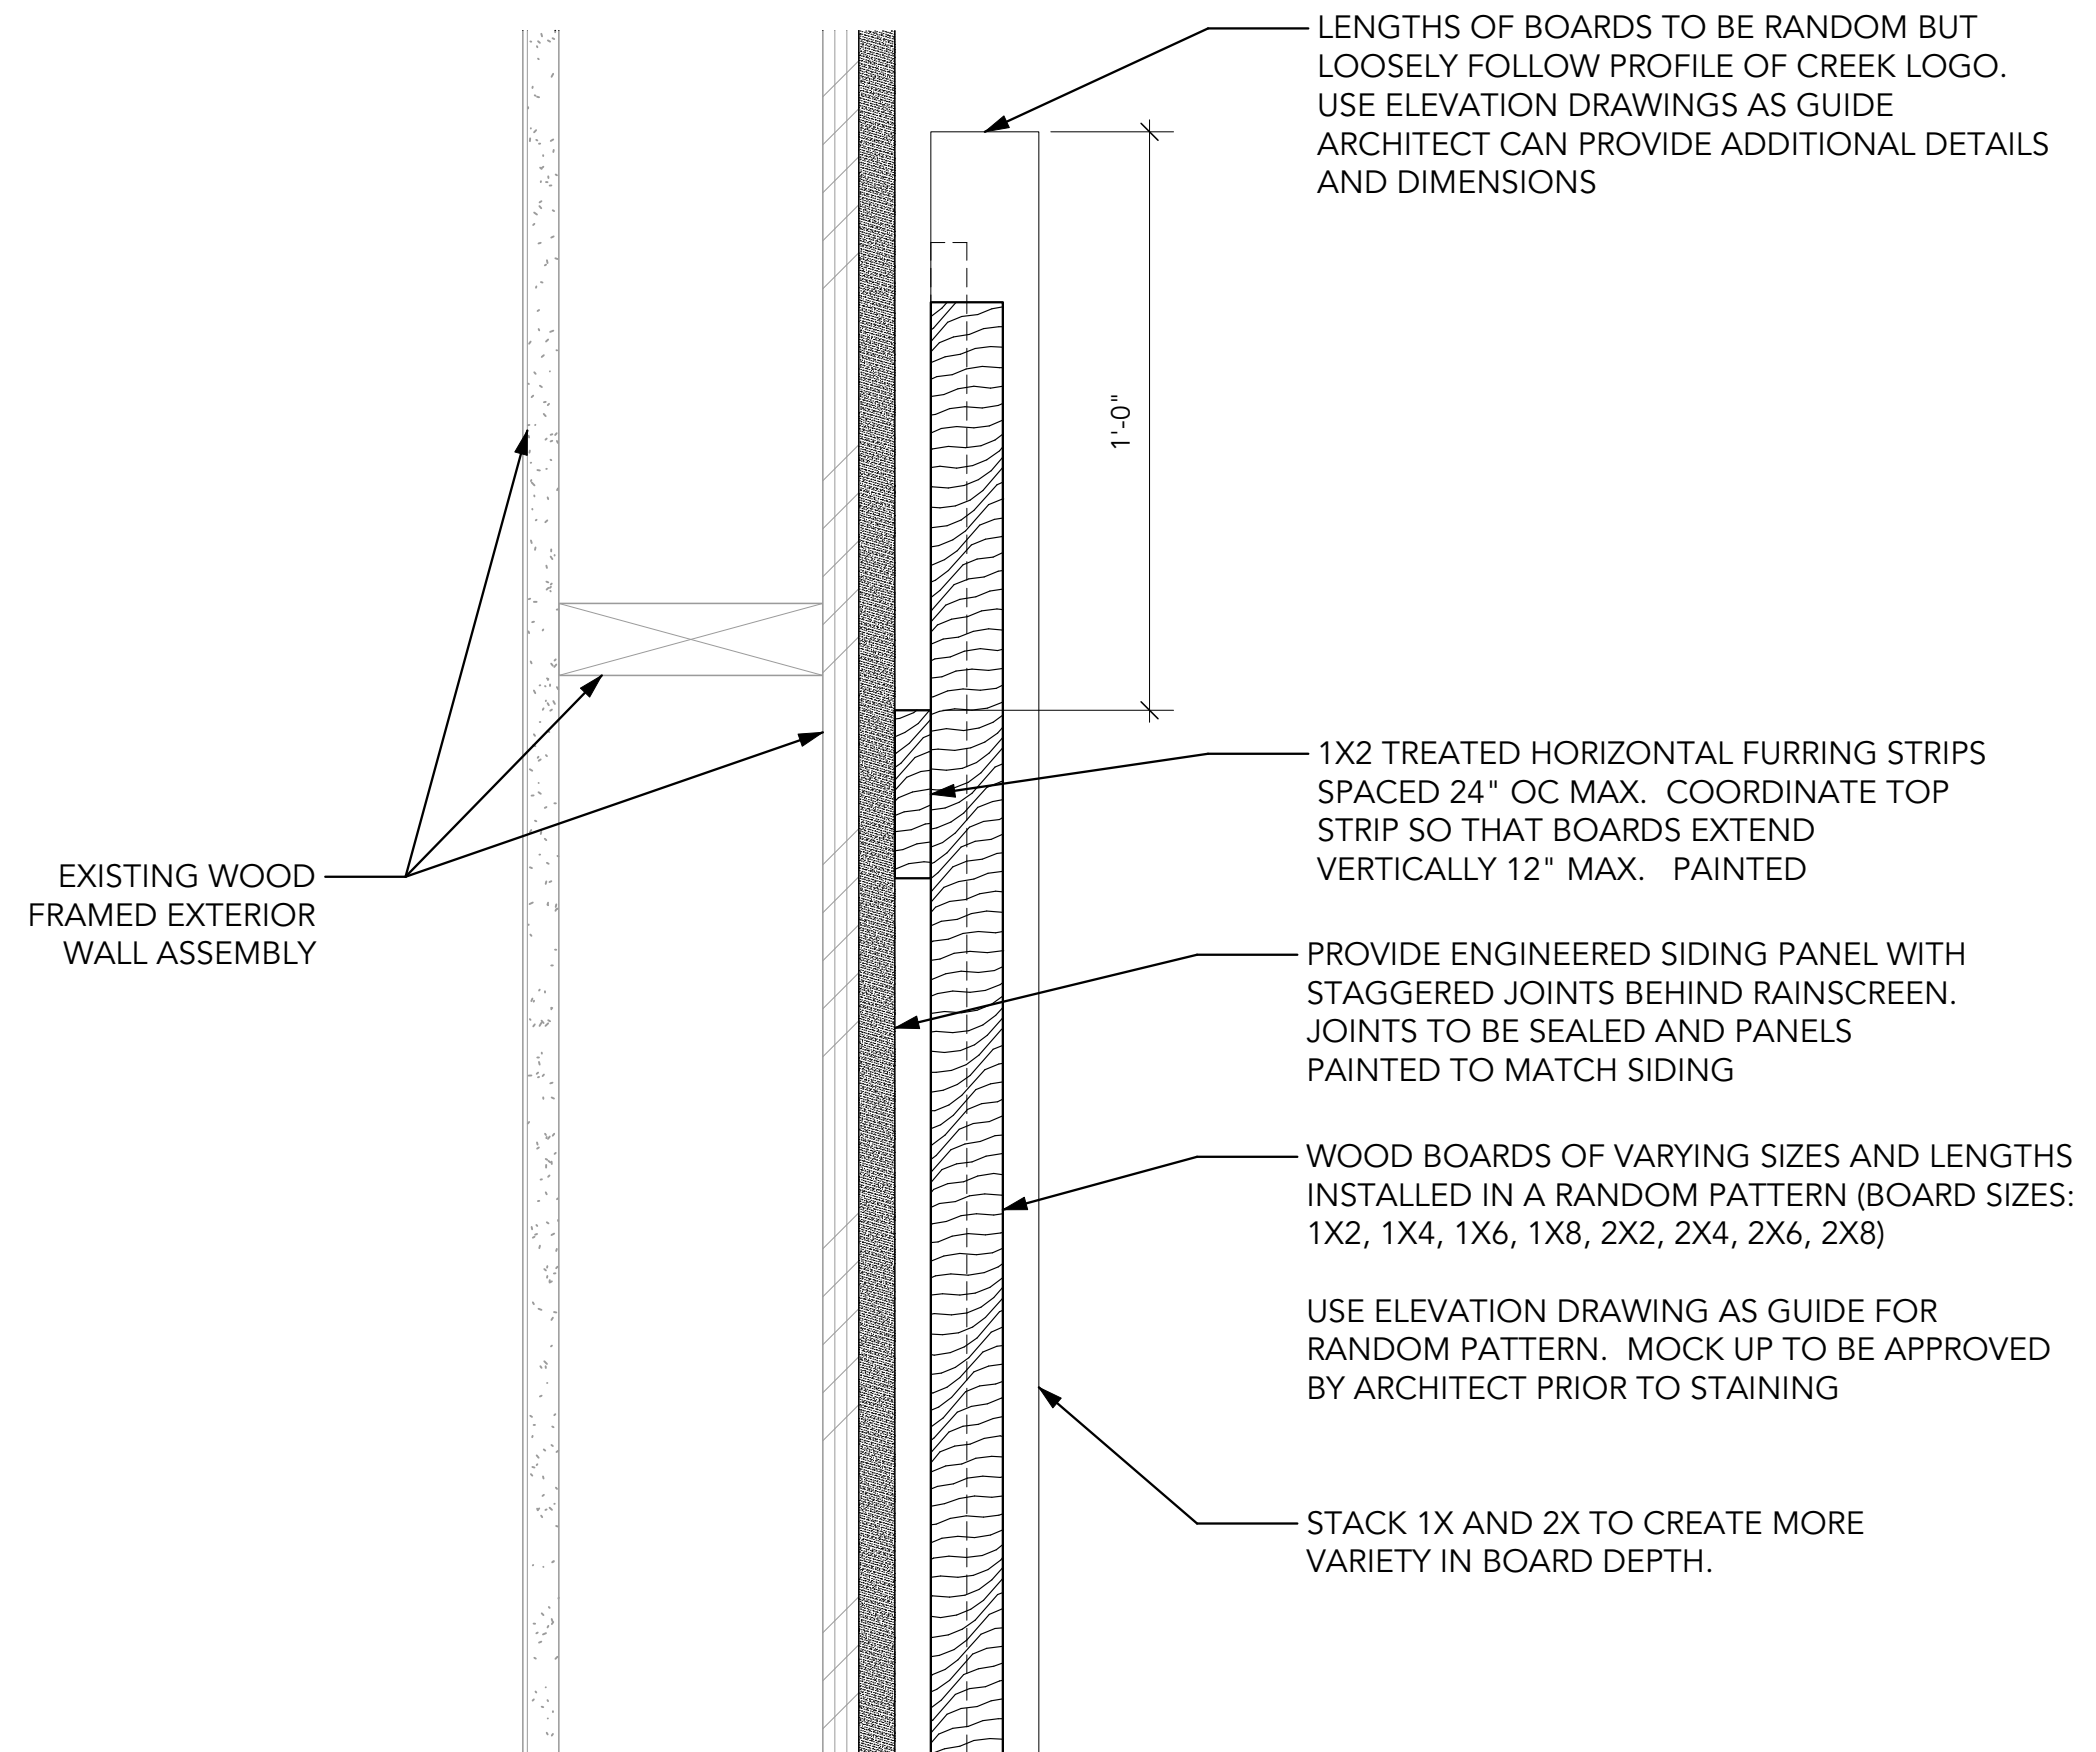 LENGTHS OF BOARDS TO BE RANDOM BUT
LOOSELY FOLLOW PROFILE OF CREEK LOGO.
USE ELEVATION DRAWINGS AS GUIDE
ARCHITECT CAN PROVIDE ADDITIONAL DETAILS
AND DIMENSIONS
1'-0"
1X2 TREATED HORIZONTAL FURRING STRIPS
SPACED 24" OC MAX. COORDINATE TOP
STRIP SO THAT BOARDS EXTEND
VERTICALLY 12" MAX. PAINTED
EXISTING WOOD
FRAMED EXTERIOR
WALL ASSEMBLY
PROVIDE ENGINEERED SIDING PANEL WITH
STAGGERED JOINTS BEHIND RAINSCREEN.
JOINTS TO BE SEALED AND PANELS
PAINTED TO MATCH SIDING
WOOD BOARDS OF VARYING SIZES AND LENGTHS
INSTALLED IN A RANDOM PATTERN (BOARD SIZES:
1X2, 1X4, 1X6, 1X8, 2X2, 2X4, 2X6, 2X8)
USE ELEVATION DRAWING AS GUIDE FOR
RANDOM PATTERN. MOCK UP TO BE APPROVED
BY ARCHITECT PRIOR TO STAINING
STACK 1X AND 2X TO CREATE MORE
VARIETY IN BOARD DEPTH.